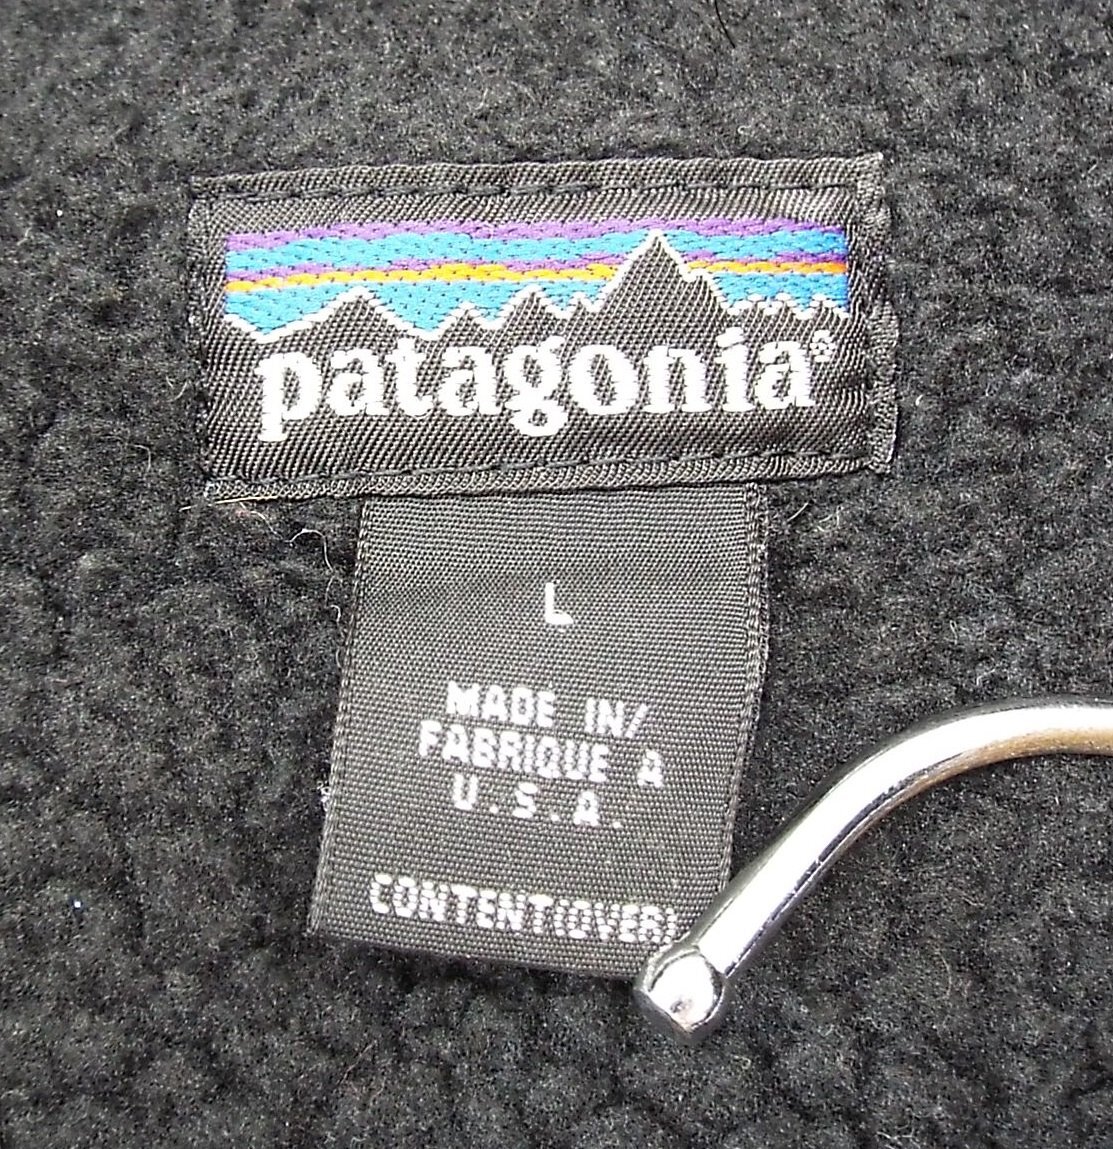 patagonia®
L
MADE IN/
FABRIQUE A
U.S.A.
CONTENT(OVER)